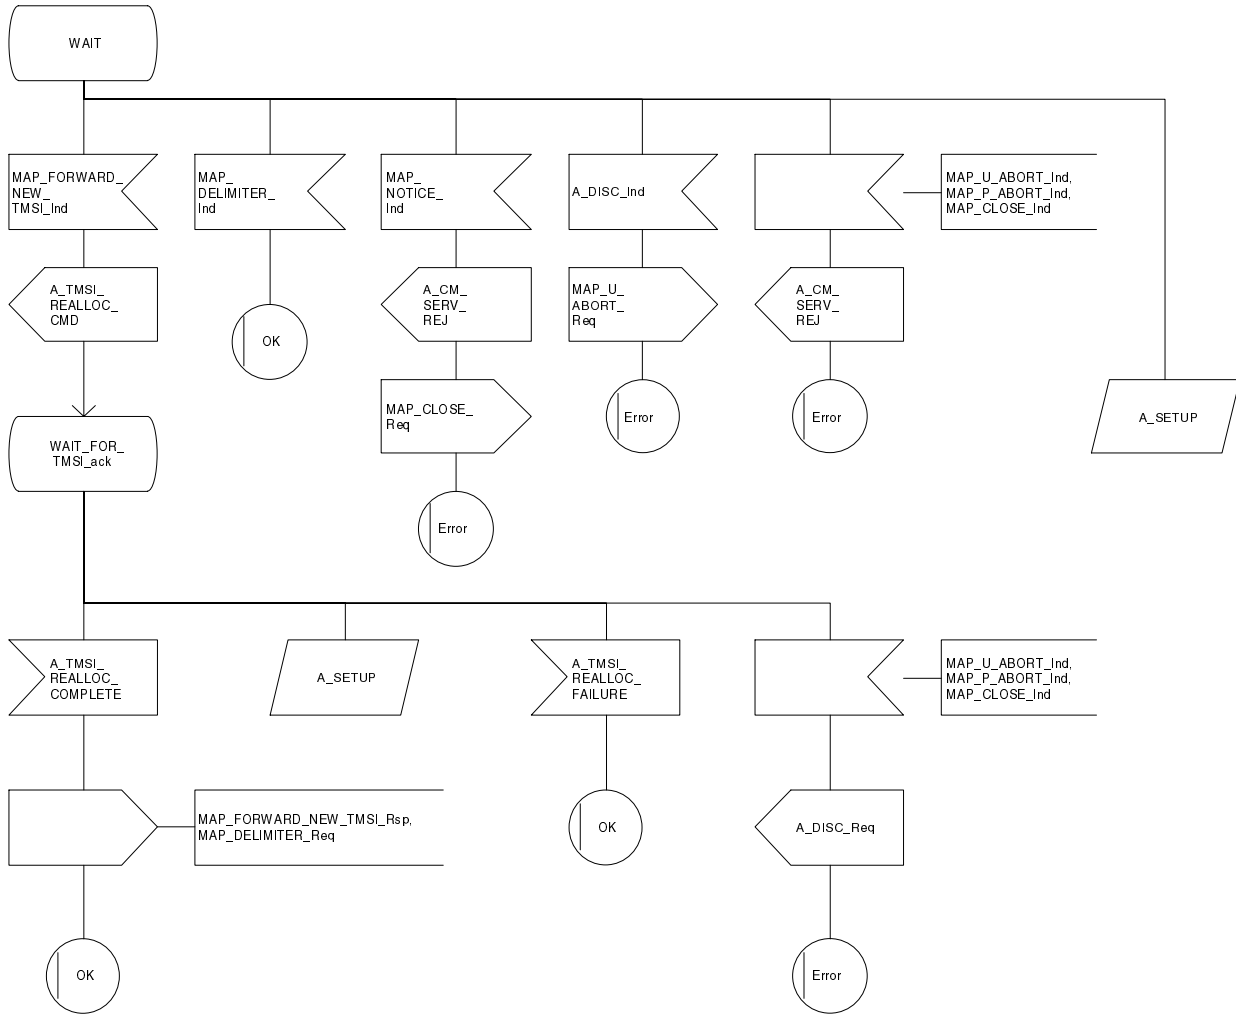 WAIT
MAP_FORWARD_
NEW_
TMSI_Ind
MAP_
DELIMITER_
Ind
MAP_
NOTICE_
Ind
A_DISC_Ind
MAP_U_ABORT_Ind,
MAP_P_ABORT_Ind,
MAP_CLOSE_Ind
A_TMSI_
REALLOC_
CMD
OK
A_CM_
SERV_
REJ
MAP_U_
ABORT_
Req
A_CM_
SERV_
REJ
MAP_CLOSE_
Req
Error
Error
A_SETUP
WAIT_FOR_
TMSI_ack
Error
A_TMSI_
REALLOC_
COMPLETE
A_SETUP
A_TMSI_
REALLOC_
FAILURE
MAP_U_ABORT_Ind,
MAP_P_ABORT_Ind,
MAP_CLOSE_Ind
MAP_FORWARD_NEW_TMSI_Rsp,
MAP_DELIMITER_Req
OK
A_DISC_Req
OK
Error